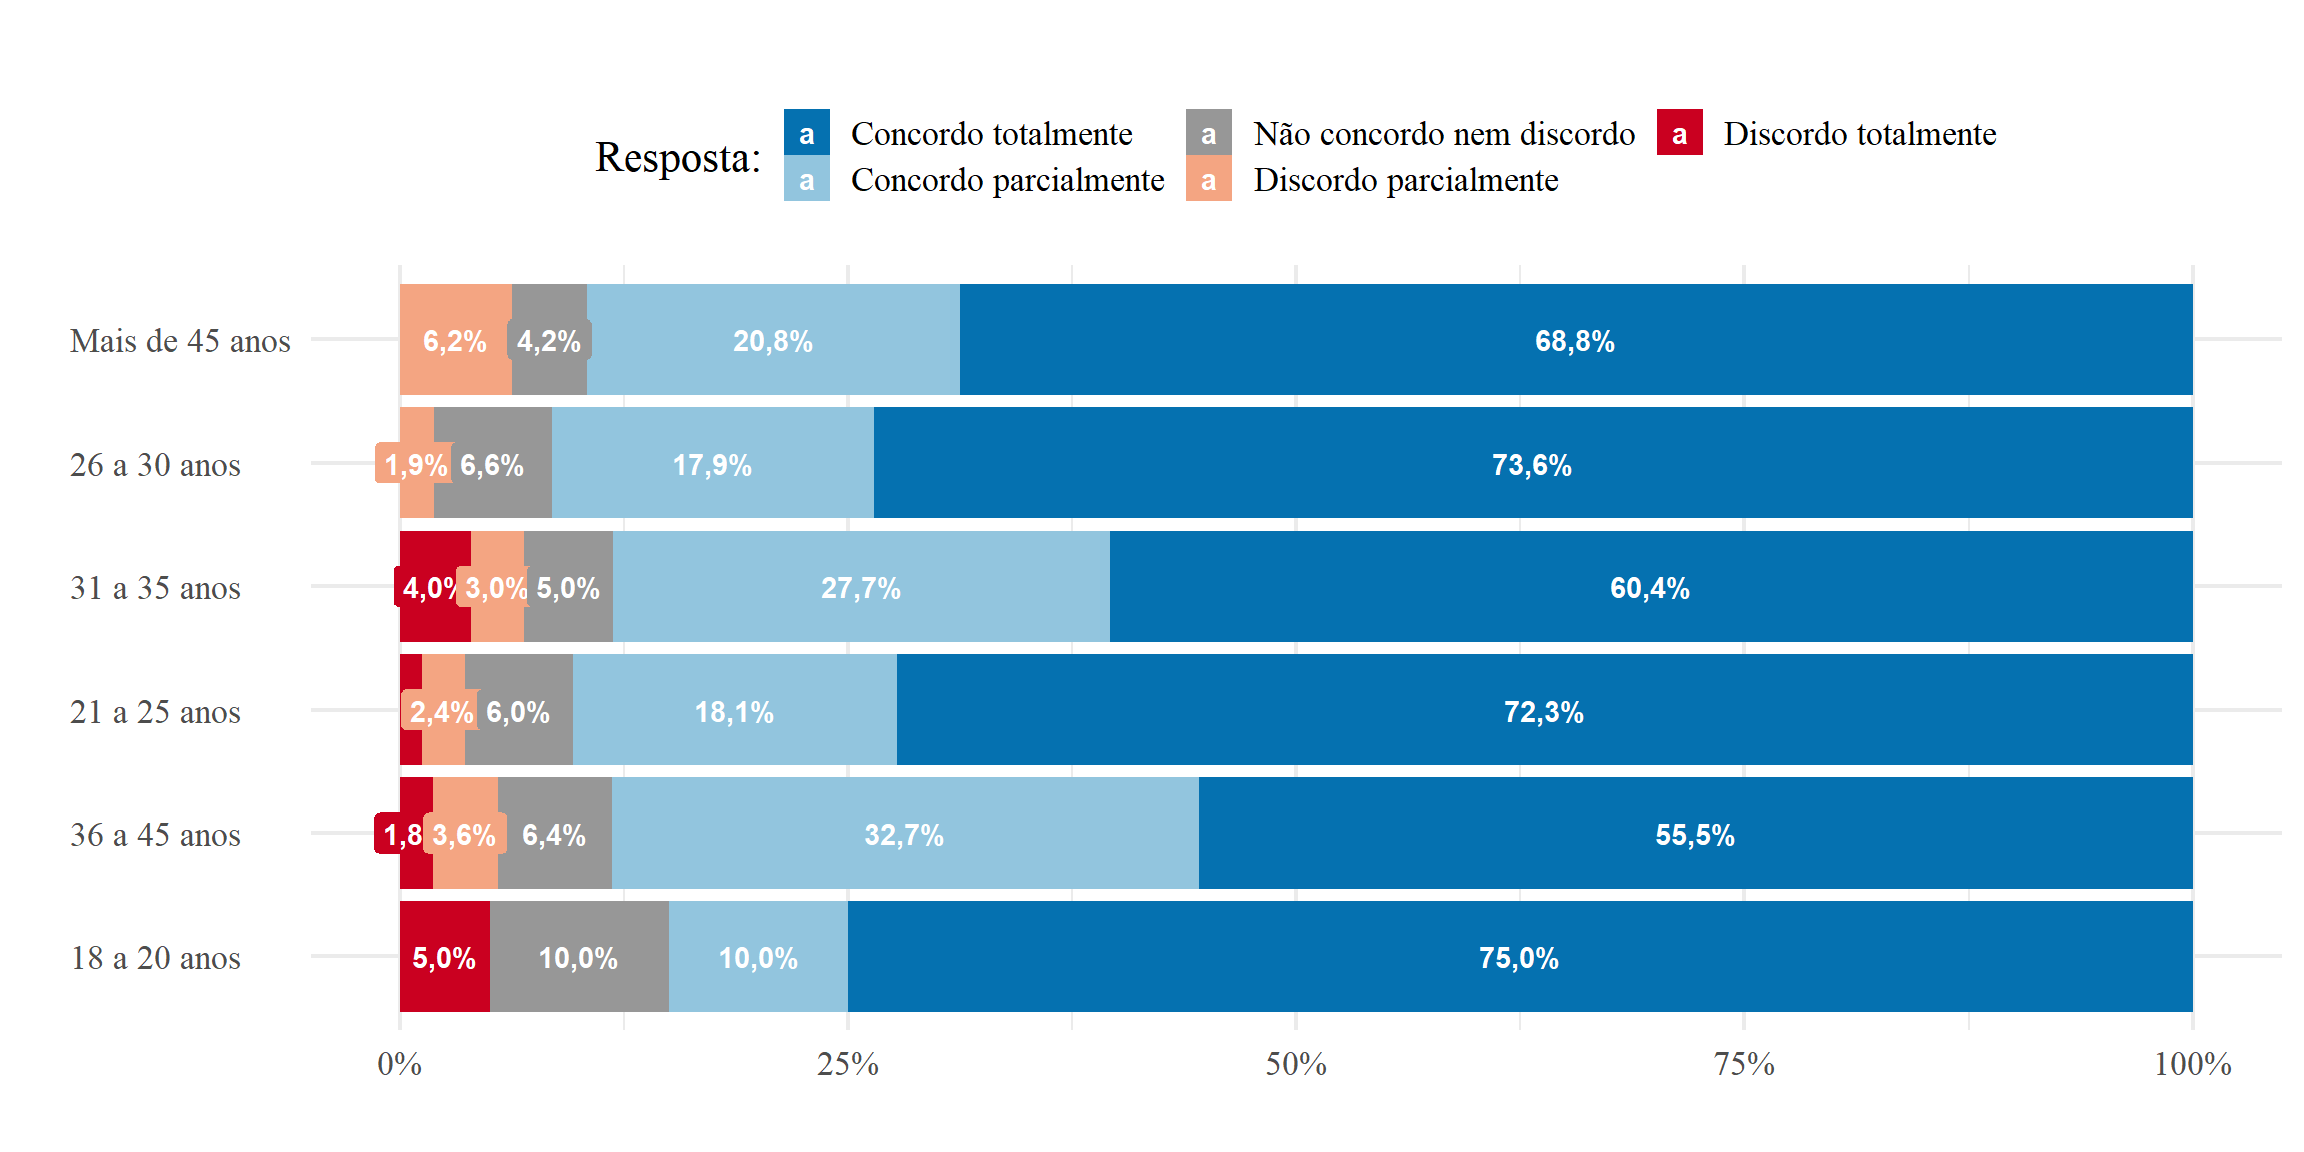 Resposta:
a Concordo totalmente a Não concordo nem discordo a Discordo totalmente
a Concordo parcialmente a Discordo parcialmente
Mais de 45 anos 6,2% 4,2% 20,8% 68,8%
26 a 30 anos 1,9% 6,6% 17,9% 73,6%
31 a 35 anos 4,0% 3,0% 5,0% 27,7% 60,4%
21 a 25 anos 2,4% 6,0% 18,1% 72,3%
36 a 45 anos 1,8 3,6% 6,4% 32,7% 55,5%
18 a 20 anos 5,0% 10,0% 10,0% 75,0%
0% 25% 50% 75% 100%